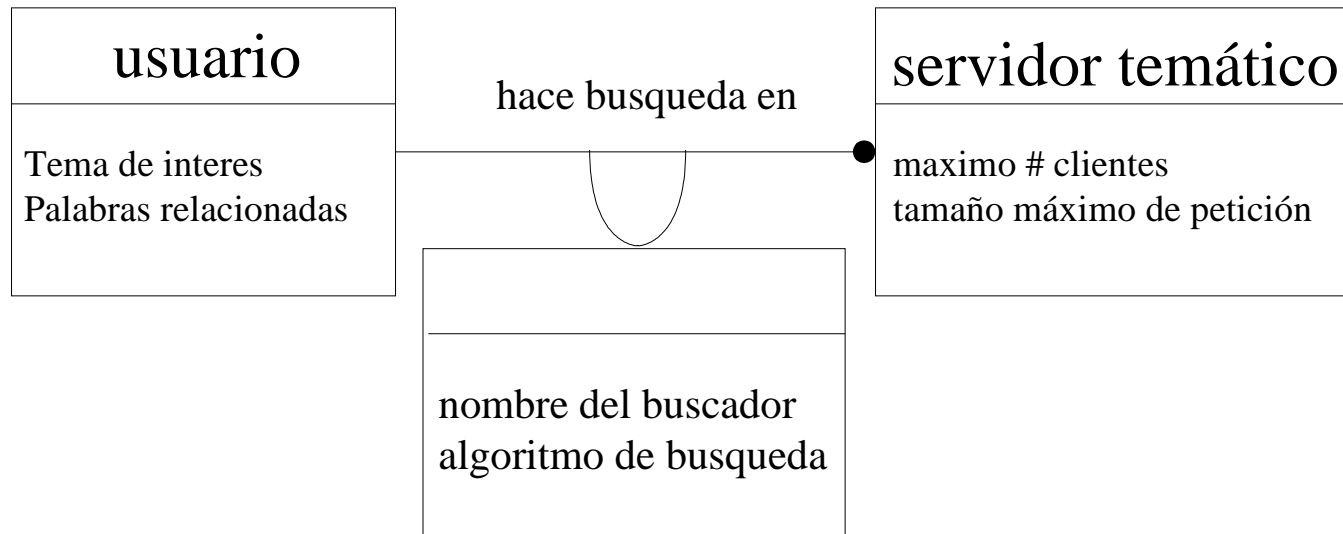 usuario
Tema de interes
Palabras relacionadas
hace busqueda en
servidor temático
maximo # clientes
tamaño máximo de petición
nombre del buscador
algoritmo de busqueda